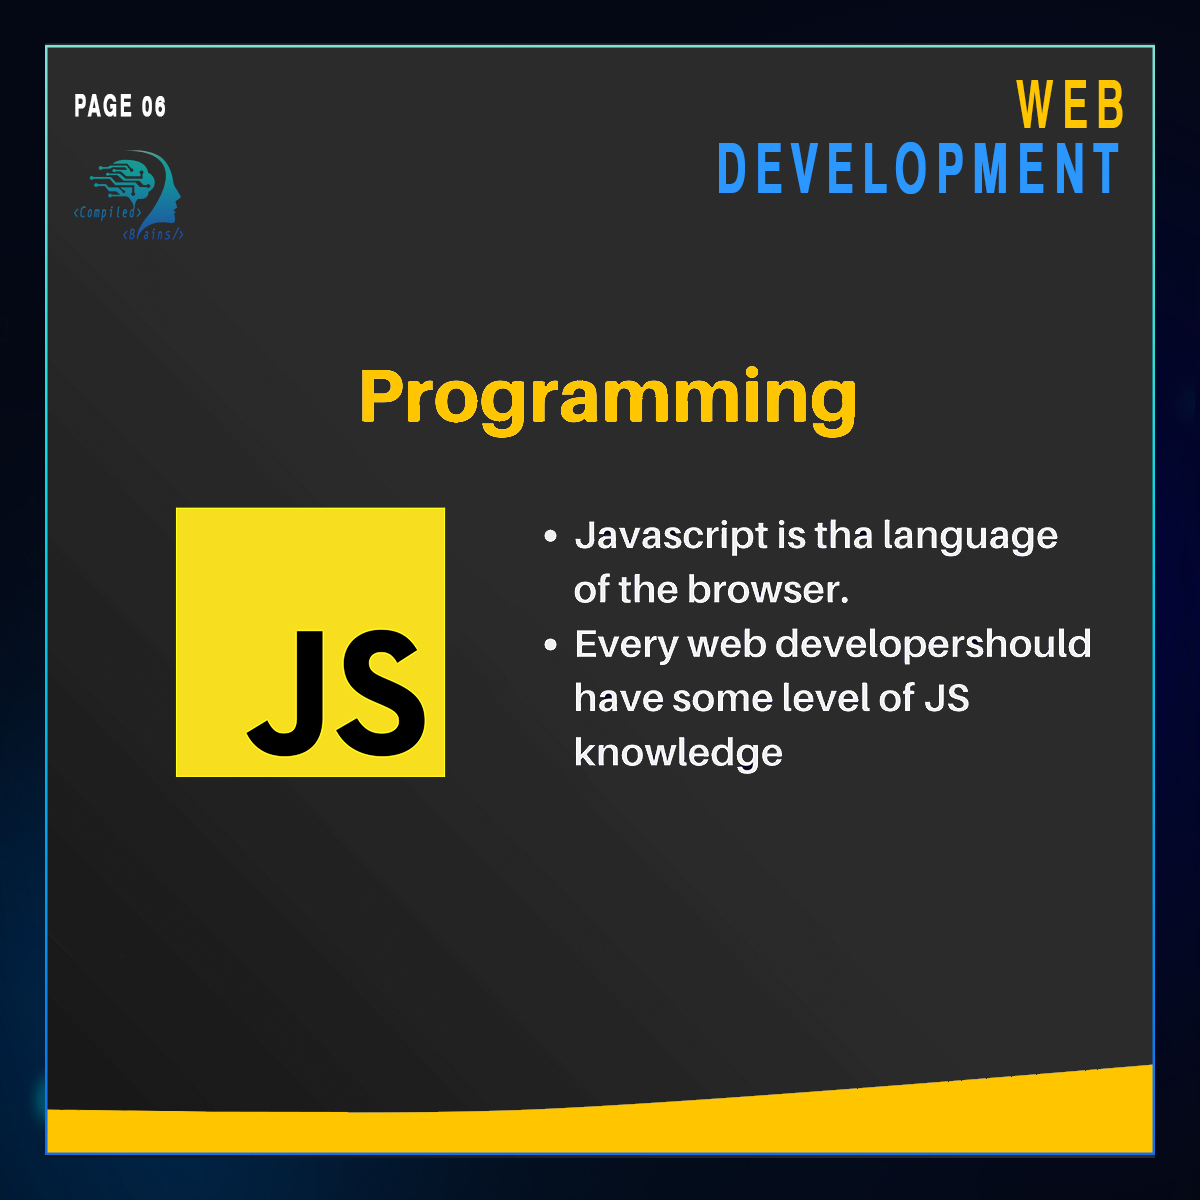 PAGE 06
WEB
DEVELOPMENT
<Compiled>
<Brains/>
Programming
JS
• Javascript is tha language
of the browser.
• Every web developershould
have some level of JS
knowledge